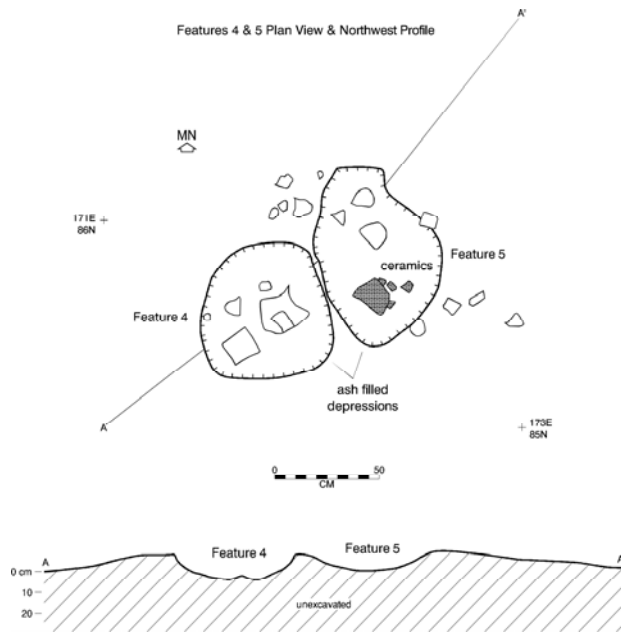 Features 4 & 5 Plan View & Northwest Profile
A'
MN
171E
86N
Feature 5
ceramics
Feature 4
ash filled
depressions
A
173E
85N
0
50
CM
A
Feature 4
Feature 5
A
0 cm
10
20
unexcavated